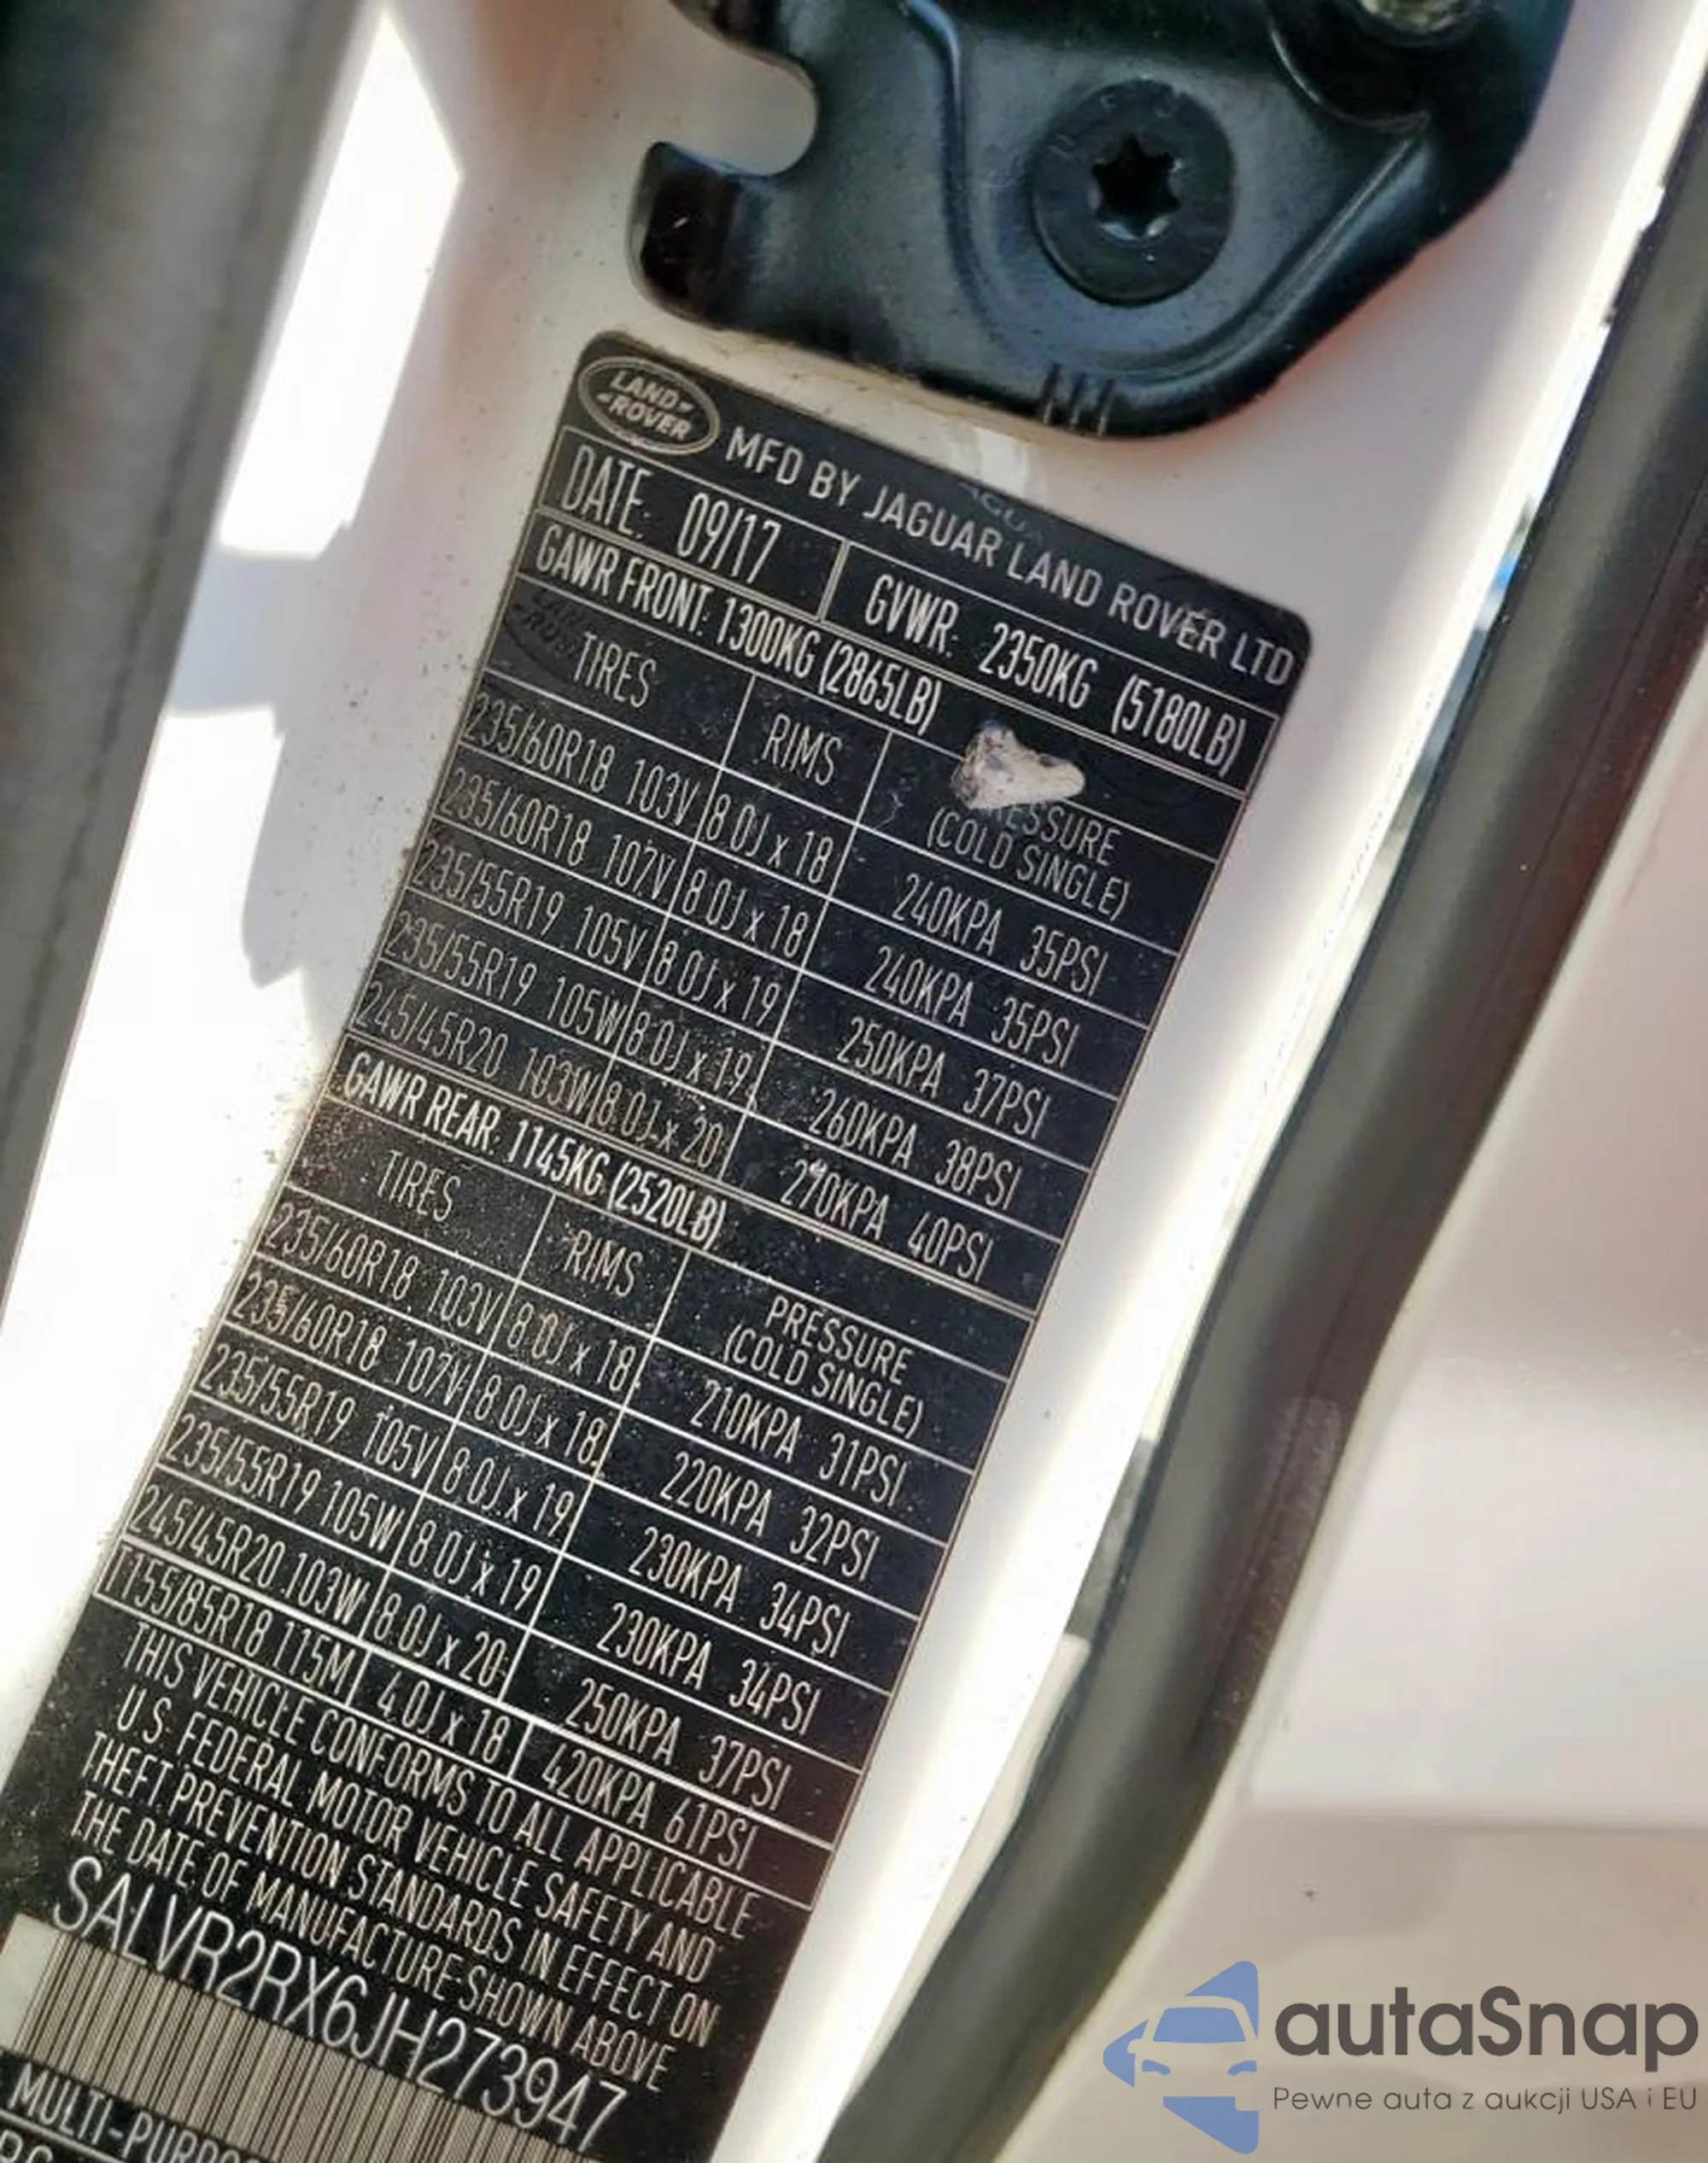 LAND
ROVER
MFD BY JAGUAR LAND ROVER LTD
DATE: 09/17 GVWR: 2350KG (5180LB)
GAWR FRONT: 1300KG (2865LB)
TIRES RIMS PRESSURE
(COLD SINGLE)
235/60R18 103V 8.0J x 18 240KPA 35PSI
235/60R18 107V 8.0J x 18 240KPA 35PSI
235/55R19 105V 8.0J x 19 250KPA 37PSI
235/55R19 105W 8.0J x 19 260KPA 38PSI
245/45R20 103W 8.0J x 20 270KPA 40PSI
GAWR REAR: 1145KG (2520LB)
TIRES RIMS PRESSURE
(COLD SINGLE)
235/60R18 103V 8.0J x 18 210KPA 31PSI
235/60R18 107V 8.0J x 18 220KPA 32PSI
235/55R19 105V 8.0J x 19 230KPA 34PSI
235/55R19 105W 8.0J x 19 230KPA 34PSI
245/45R20 103W 8.0J x 20 250KPA 37PSI
T155/85R18 115M 4.0J x 18 420KPA 61PSI
THIS VEHICLE CONFORMS TO ALL APPLICABLE
U.S. FEDERAL MOTOR VEHICLE SAFETY AND
THEFT PREVENTION STANDARDS IN EFFECT ON
THE DATE OF MANUFACTURE SHOWN ABOVE
SALVR2RX6JH273947
autaSnap
Pewne auta z aukcji USA i EU